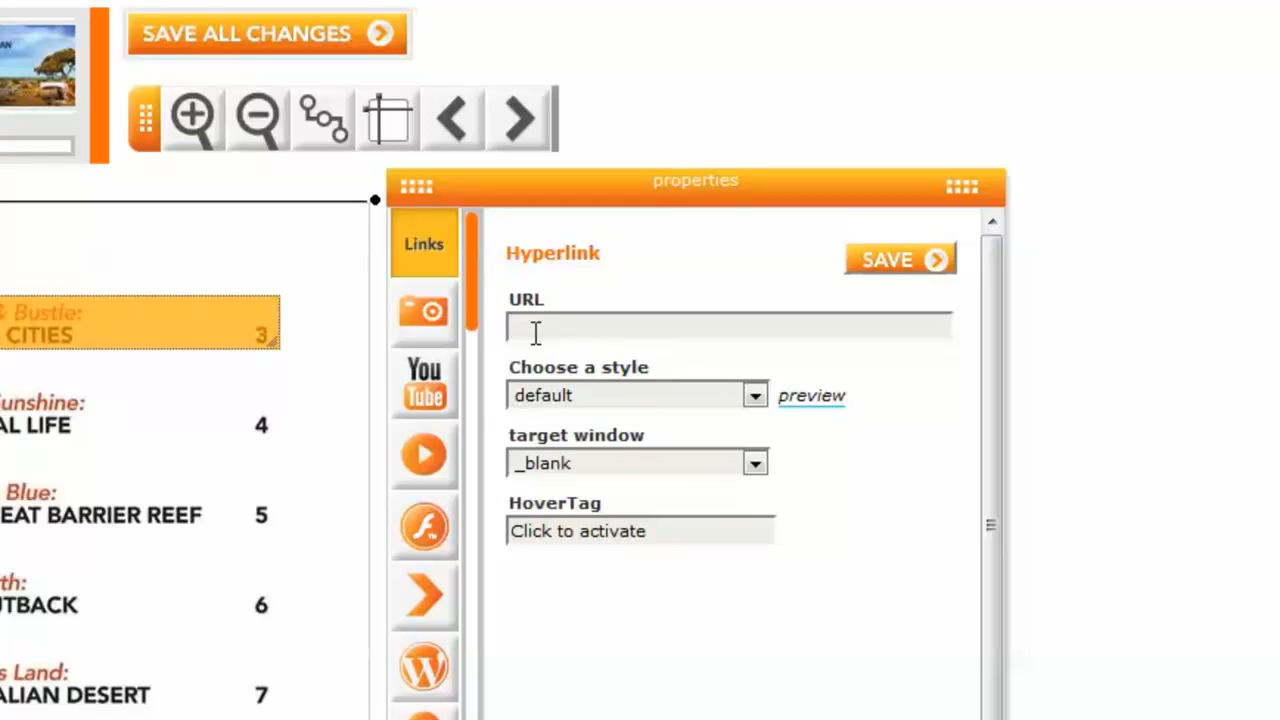 AN
SAVE ALL CHANGES
properties
Links
Hyperlink
SAVE
URL
Choose a style
default
preview
target window
_blank
HoverTag
Click to activate
You
Tube
& Bustle:
CITIES 3
unshine:
AL LIFE 4
Blue:
EAT BARRIER REEF 5
th:
UTBACK 6
s Land:
ALIAN DESERT 7